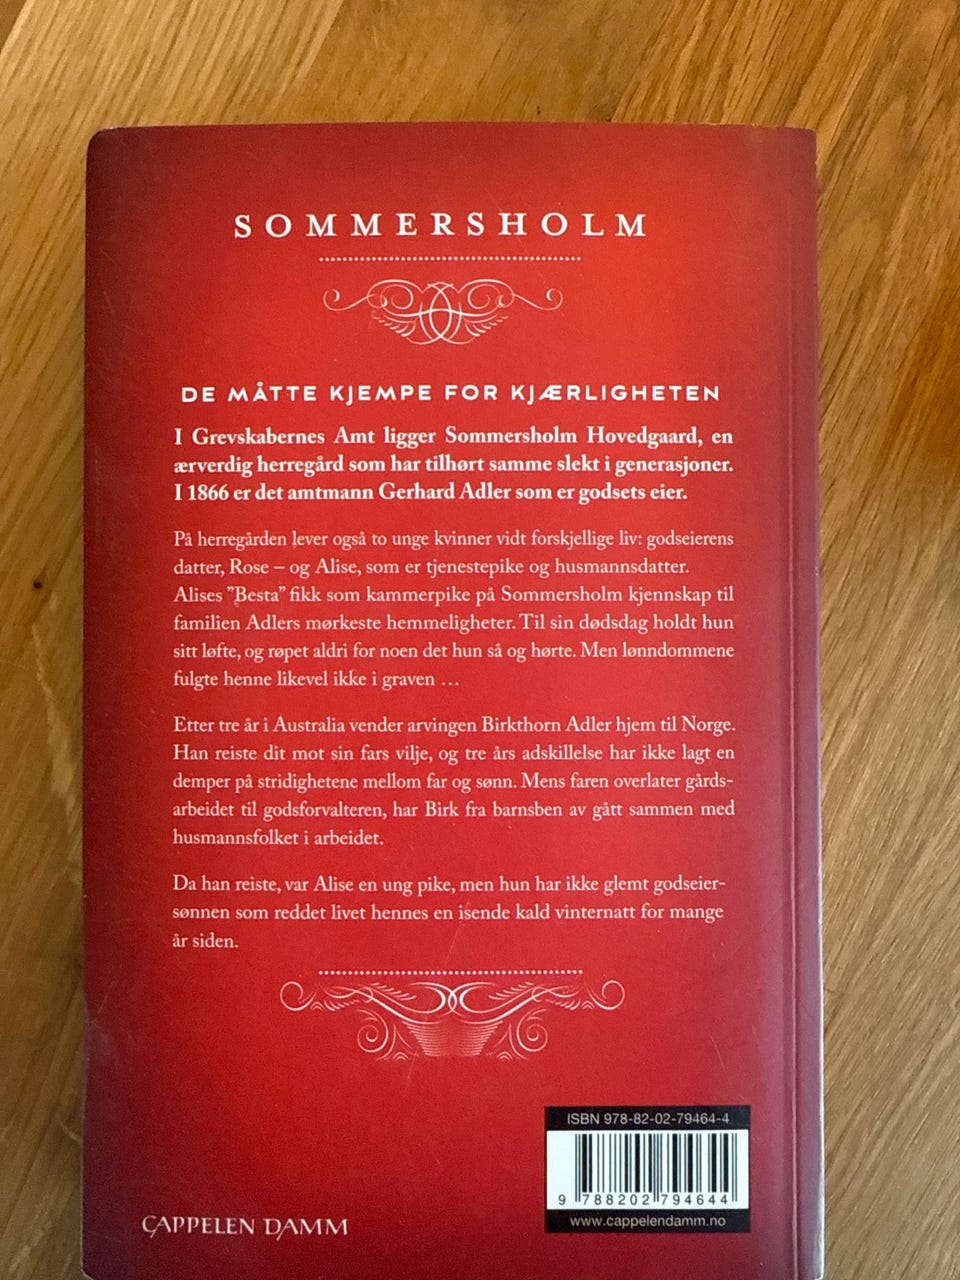 SOMMERSHOLM
DE MÅTTE KJEMPE FOR KJÆRLIGHETEN
I Grevskabernes Amt ligger Sommersholm Hovedgaard, en
ærverdig herregård som har tilhørt samme slekt i generasjoner.
I 1866 er det amtmann Gerhard Adler som er godsets eier.
På herregården lever også to unge kvinner vidt forskjellige liv: godseierens
datter, Rose – og Alise, som er tjenestepike og husmannsdatter.
Alises ”Besta” fikk som kammerpike på Sommersholm kjennskap til
familien Adlers mørkeste hemmeligheter. Til sin dødsdag holdt hun
sitt løfte, og røpet aldri for noen det hun så og hørte. Men lønndommene
fulgte henne likevel ikke i graven …
Etter tre år i Australia vender arvingen Birkthorn Adler hjem til Norge.
Han reiste dit mot sin fars vilje, og tre års adskillelse har ikke lagt en
demper på stridighetene mellom far og sønn. Mens faren overlater gårds-
arbeidet til godsforvalteren, har Birk fra barnsben av gått sammen med
husmannsfolket i arbeidet.
Da han reiste, var Alise en ung pike, men hun har ikke glemt godseier-
sønnen som reddet livet hennes en isende kald vinternatt for mange
år siden.
ISBN 978-82-02-79464-4
9 788202 794644
www.cappelendamm.no
CAPPELEN DAMM